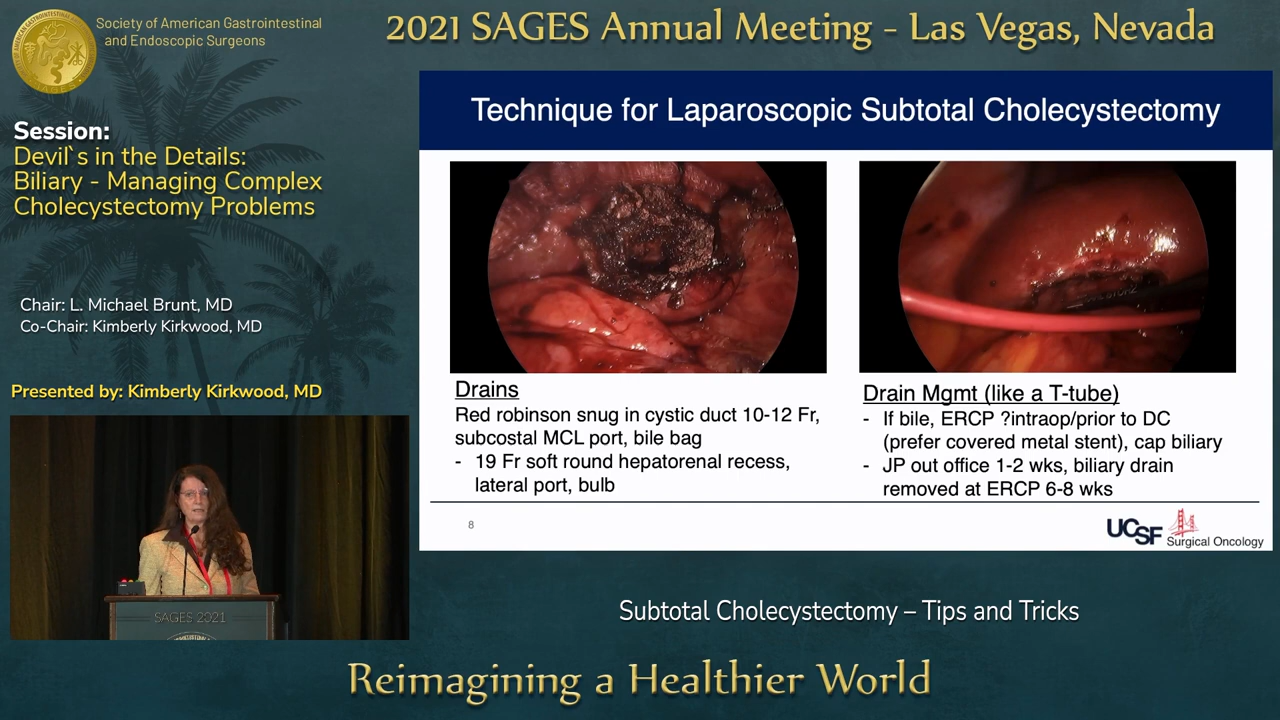 Society of American Gastrointestinal
and Endoscopic Surgeons
2021 SAGES Annual Meeting - Las Vegas, Nevada
Session:
Devil`s in the Details:
Biliary - Managing Complex
Cholecystectomy Problems
Chair: L. Michael Brunt, MD
Co-Chair: Kimberly Kirkwood, MD
Presented by: Kimberly Kirkwood, MD
SAGES 2021
Technique for Laparoscopic Subtotal Cholecystectomy
Drains
Red robinson snug in cystic duct 10-12 Fr,
subcostal MCL port, bile bag
- 19 Fr soft round hepatorenal recess,
lateral port, bulb
Drain Mgmt (like a T-tube)
- If bile, ERCP ?intraop/prior to DC
(prefer covered metal stent), cap biliary
- JP out office 1-2 wks, biliary drain
removed at ERCP 6-8 wks
8
UCSF
Surgical Oncology
Subtotal Cholecystectomy – Tips and Tricks
Reimagining a Healthier World